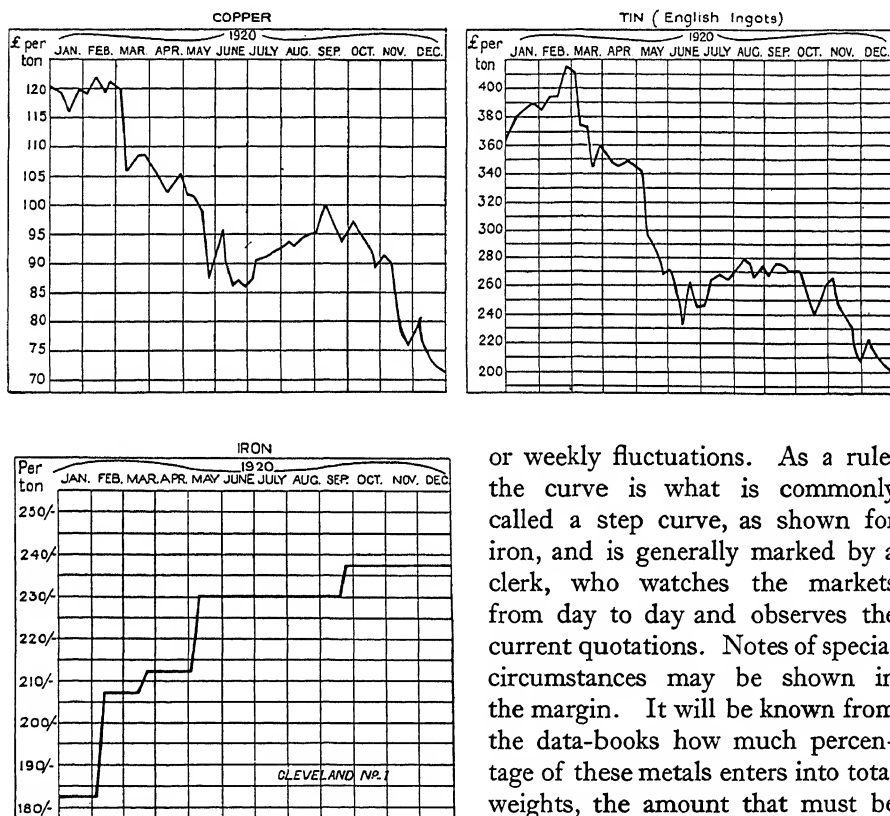 COPPER
1920
£ per ton
JAN. FEB. MAR. APR. MAY JUNE JULY AUG. SEP. OCT. NOV. DEC.
120
115
110
105
100
95
90
85
80
75
70
TIN (English Ingots)
1920
£ per ton
JAN. FEB. MAR. APR MAY JUNE JULY AUG. SEP. OCT. NOV. DEC.
400
380
360
340
320
300
280
260
240
220
200
IRON
1920
Per ton
JAN. FEB. MAR. APR. MAY JUNE JULY AUG. SEP. OCT. NOV. DEC.
250/-
240/-
230/-
220/-
210/-
200/-
190/-
180/-
CLEVELAND Nº 1
or weekly fluctuations. As a rule
the curve is what is commonly
called a step curve, as shown for
iron, and is generally marked by a
clerk, who watches the markets
from day to day and observes the
current quotations. Notes of special
circumstances may be shown in
the margin. It will be known from
the data-books how much percen-
tage of these metals enters into total
weights, the amount that must be